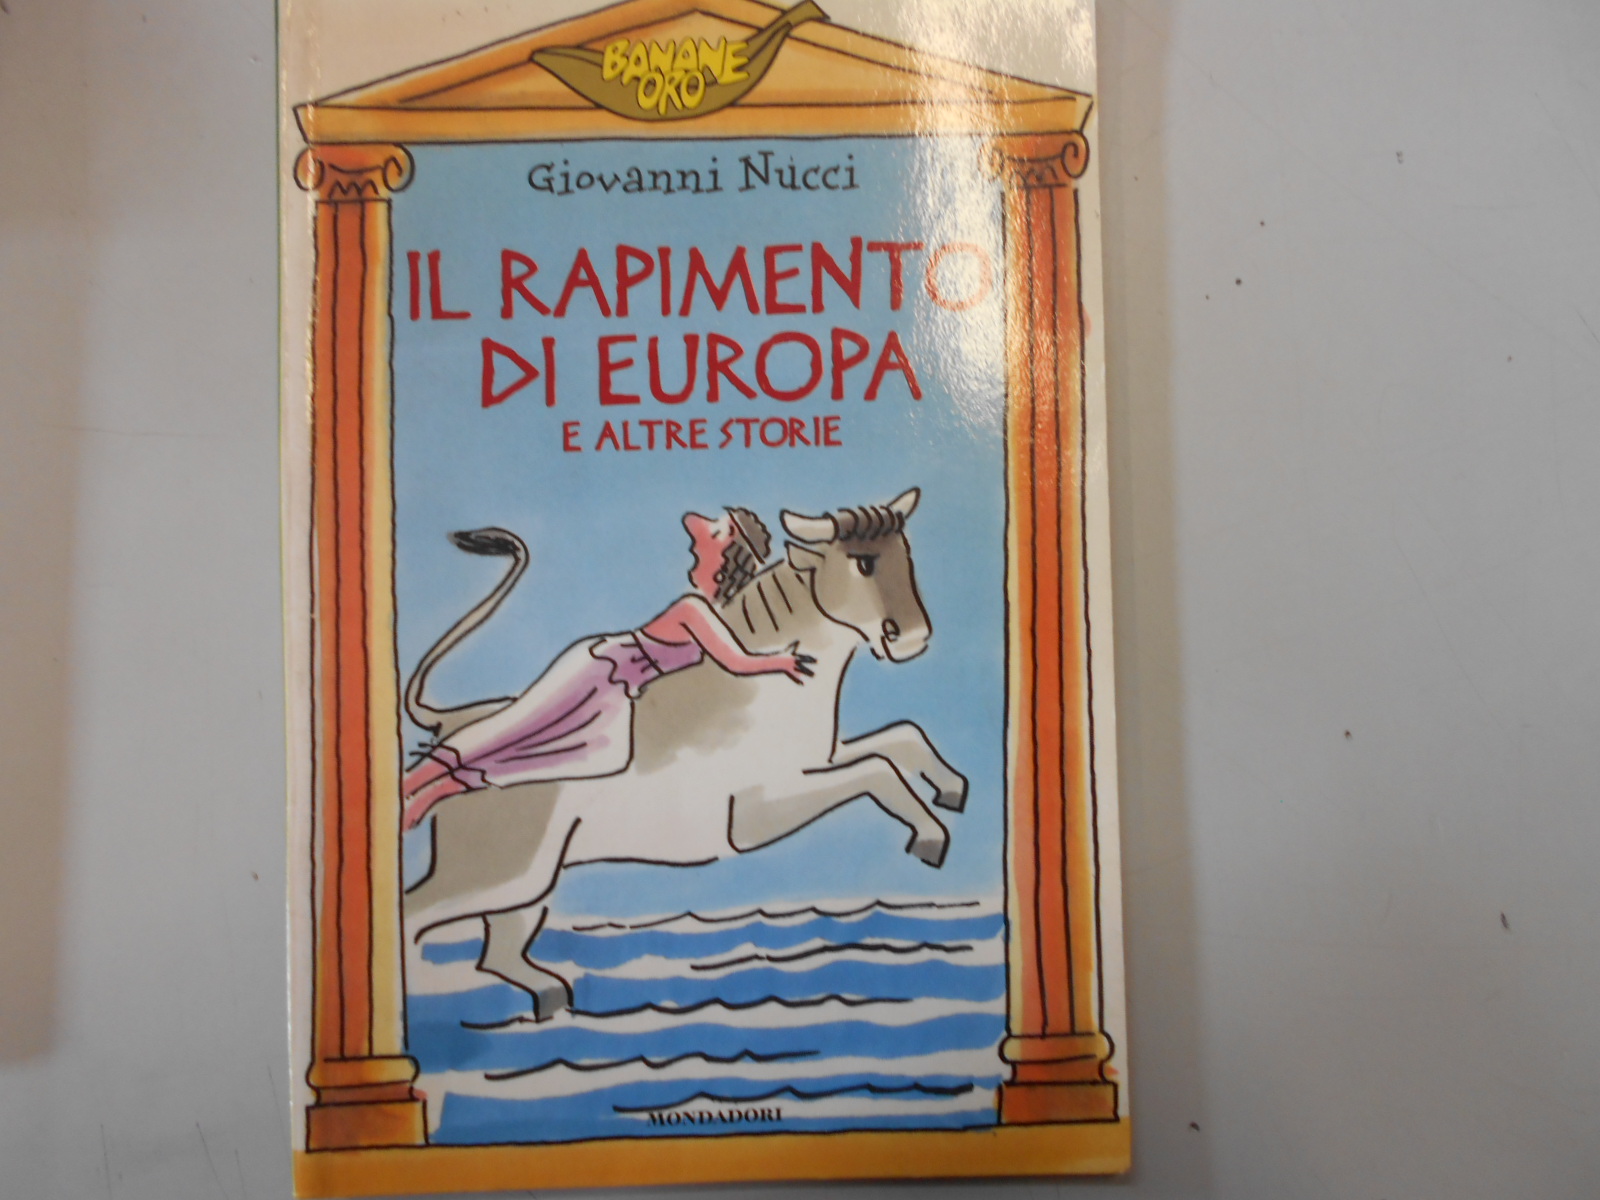 BANANE
ORO
Giovanni Nucci
IL RAPIMENTO
DI EUROPA
E ALTRE STORIE
MONDADORI